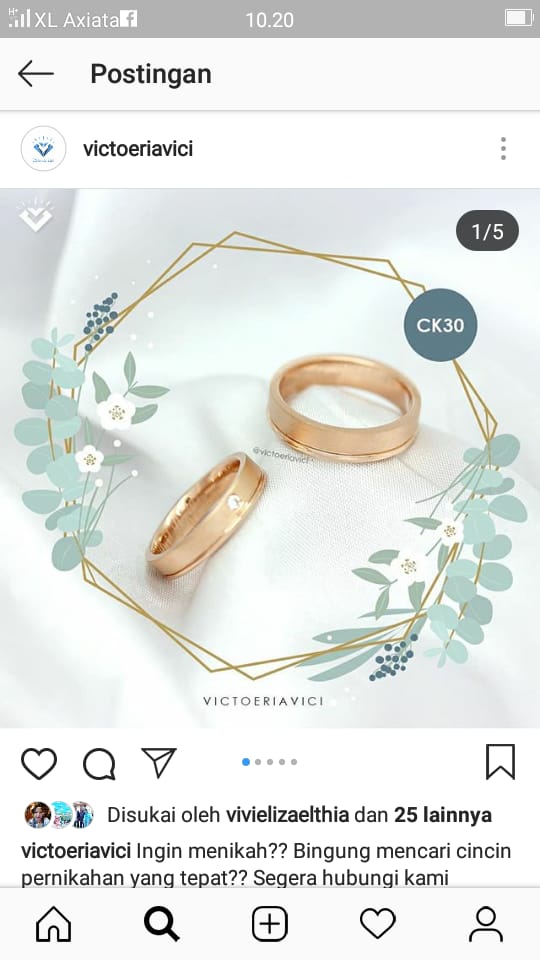 XL Axiata
10.20
Postingan
victoeriavici
1/5
CK30
@victoeriavici
VICTOERIAVICI
Disukai oleh vivielizaelthia dan 25 lainnya
victoeriavici Ingin menikah?? Bingung mencari cincin
pernikahan yang tepat?? Segera hubungi kami